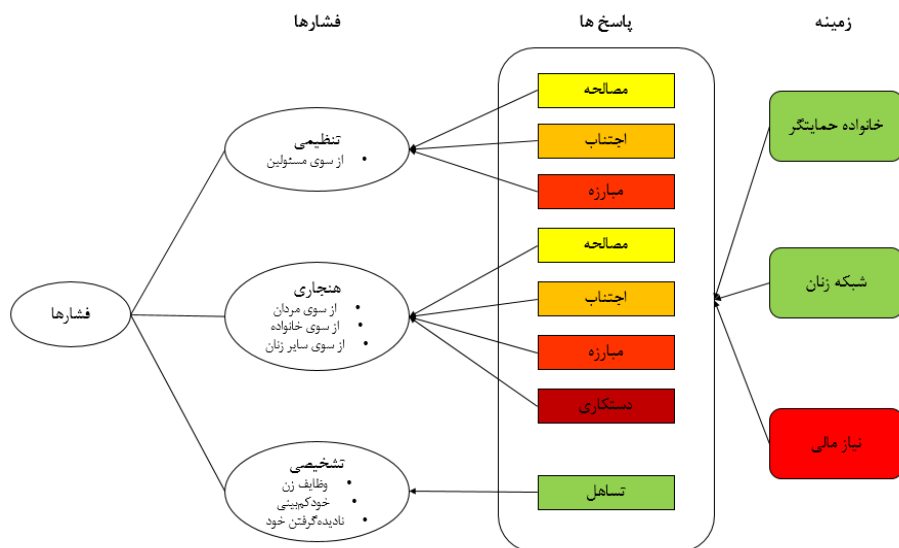 زمینه
پاسخ ها
فشارها
خانواده حمایتگر
شبکه زنان
نیاز مالی
مصالحه
اجتناب
مبارزه
مصالحه
اجتناب
مبارزه
دستکاری
تساهل
تنظیمی
• از سوی مسئولین
هنجاری
• از سوی مردان
• از سوی خانواده
• از سوی سایر زنان
تشخیصی
• وظایف زن
• خودکم‌بینی
• نادیده‌گرفتن خود
فشارها